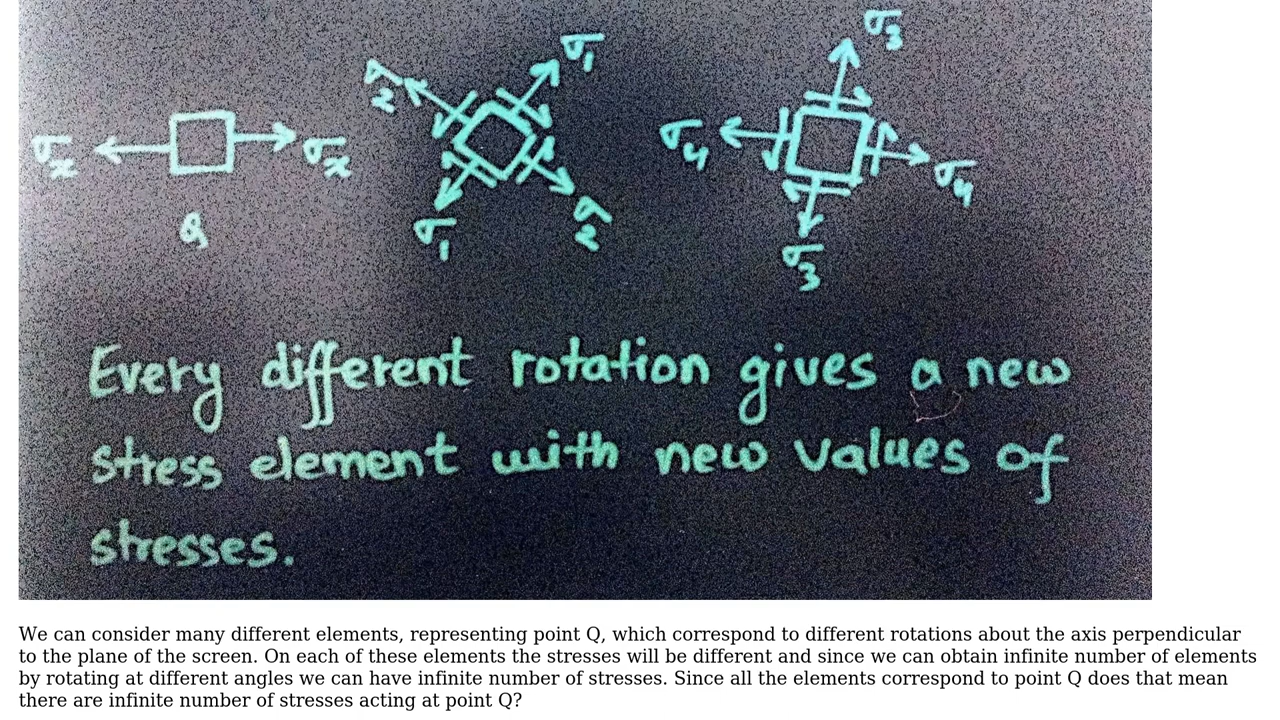 σ3
σ1
σ2
σ4
σx
σx
σ4
Q
σ1
σ2
σ3
Every different rotation gives a new
stress element with new values of
stresses.
We can consider many different elements, representing point Q, which correspond to different rotations about the axis perpendicular
to the plane of the screen. On each of these elements the stresses will be different and since we can obtain infinite number of elements
by rotating at different angles we can have infinite number of stresses. Since all the elements correspond to point Q does that mean
there are infinite number of stresses acting at point Q?